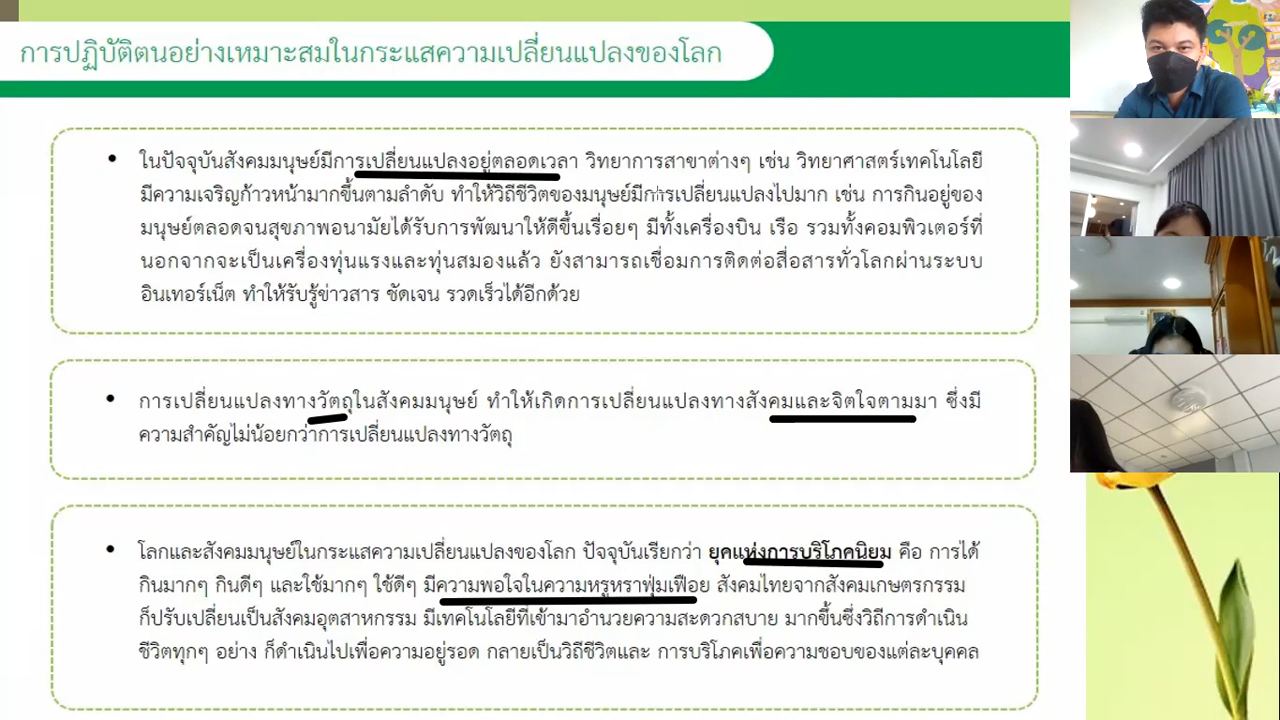 การปฏิบัติตนอย่างเหมาะสมในกระแสความเปลี่ยนแปลงของโลก
• ในปัจจุบันสังคมมนุษย์มีการเปลี่ยนแปลงอยู่ตลอดเวลา วิทยาการสาขาต่างๆ เช่น วิทยาศาสตร์เทคโนโลยี
มีความเจริญก้าวหน้ามากขึ้นตามลำดับ ทำให้วิถีชีวิตของมนุษย์มีการเปลี่ยนแปลงไปมาก เช่น การกินอยู่ของ
มนุษย์ตลอดจนสุขภาพอนามัยได้รับการพัฒนาให้ดีขึ้นเรื่อยๆ มีทั้งเครื่องบิน เรือ รวมทั้งคอมพิวเตอร์ที่
นอกจากจะเป็นเครื่องทุ่นแรงและทุ่นสมองแล้ว ยังสามารถเชื่อมการติดต่อสื่อสารทั่วโลกผ่านระบบ
อินเทอร์เน็ต ทำให้รับรู้ข่าวสาร ชัดเจน รวดเร็วได้อีกด้วย
• การเปลี่ยนแปลงทางวัตถุในสังคมมนุษย์ ทำให้เกิดการเปลี่ยนแปลงทางสังคมและจิตใจตามมา ซึ่งมี
ความสำคัญไม่น้อยกว่าการเปลี่ยนแปลงทางวัตถุ
• โลกและสังคมมนุษย์ในกระแสความเปลี่ยนแปลงของโลก ปัจจุบันเรียกว่า ยุคแห่งการบริโภคนิยม คือ การได้
กินมากๆ กินดีๆ และใช้มากๆ ใช้ดีๆ มีความพอใจในความหรูหราฟุ่มเฟือย สังคมไทยจากสังคมเกษตรกรรม
ก็ปรับเปลี่ยนเป็นสังคมอุตสาหกรรม มีเทคโนโลยีที่เข้ามาอำนวยความสะดวกสบาย มากขึ้นซึ่งวิถีการดำเนิน
ชีวิตทุกๆ อย่าง ก็ดำเนินไปเพื่อความอยู่รอด กลายเป็นวิถีชีวิตและ การบริโภคเพื่อความชอบของแต่ละบุคคล